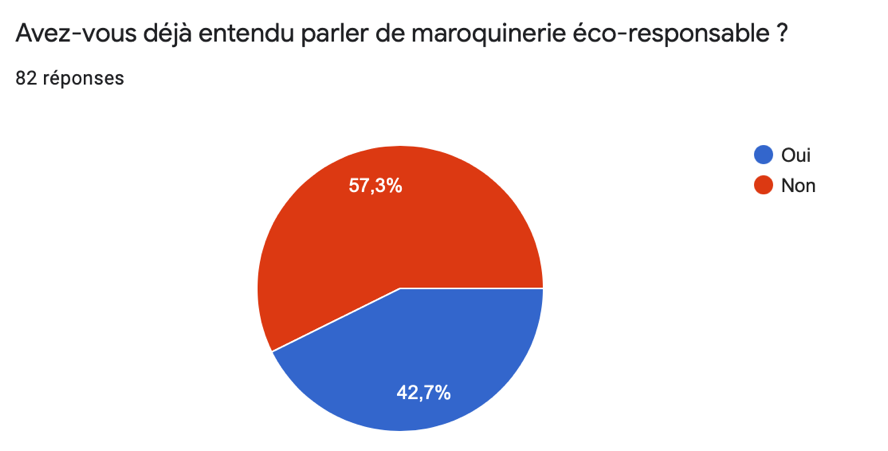 Avez-vous déjà entendu parler de maroquinerie éco-responsable ?
82 réponses
Oui
Non
57,3%
42,7%